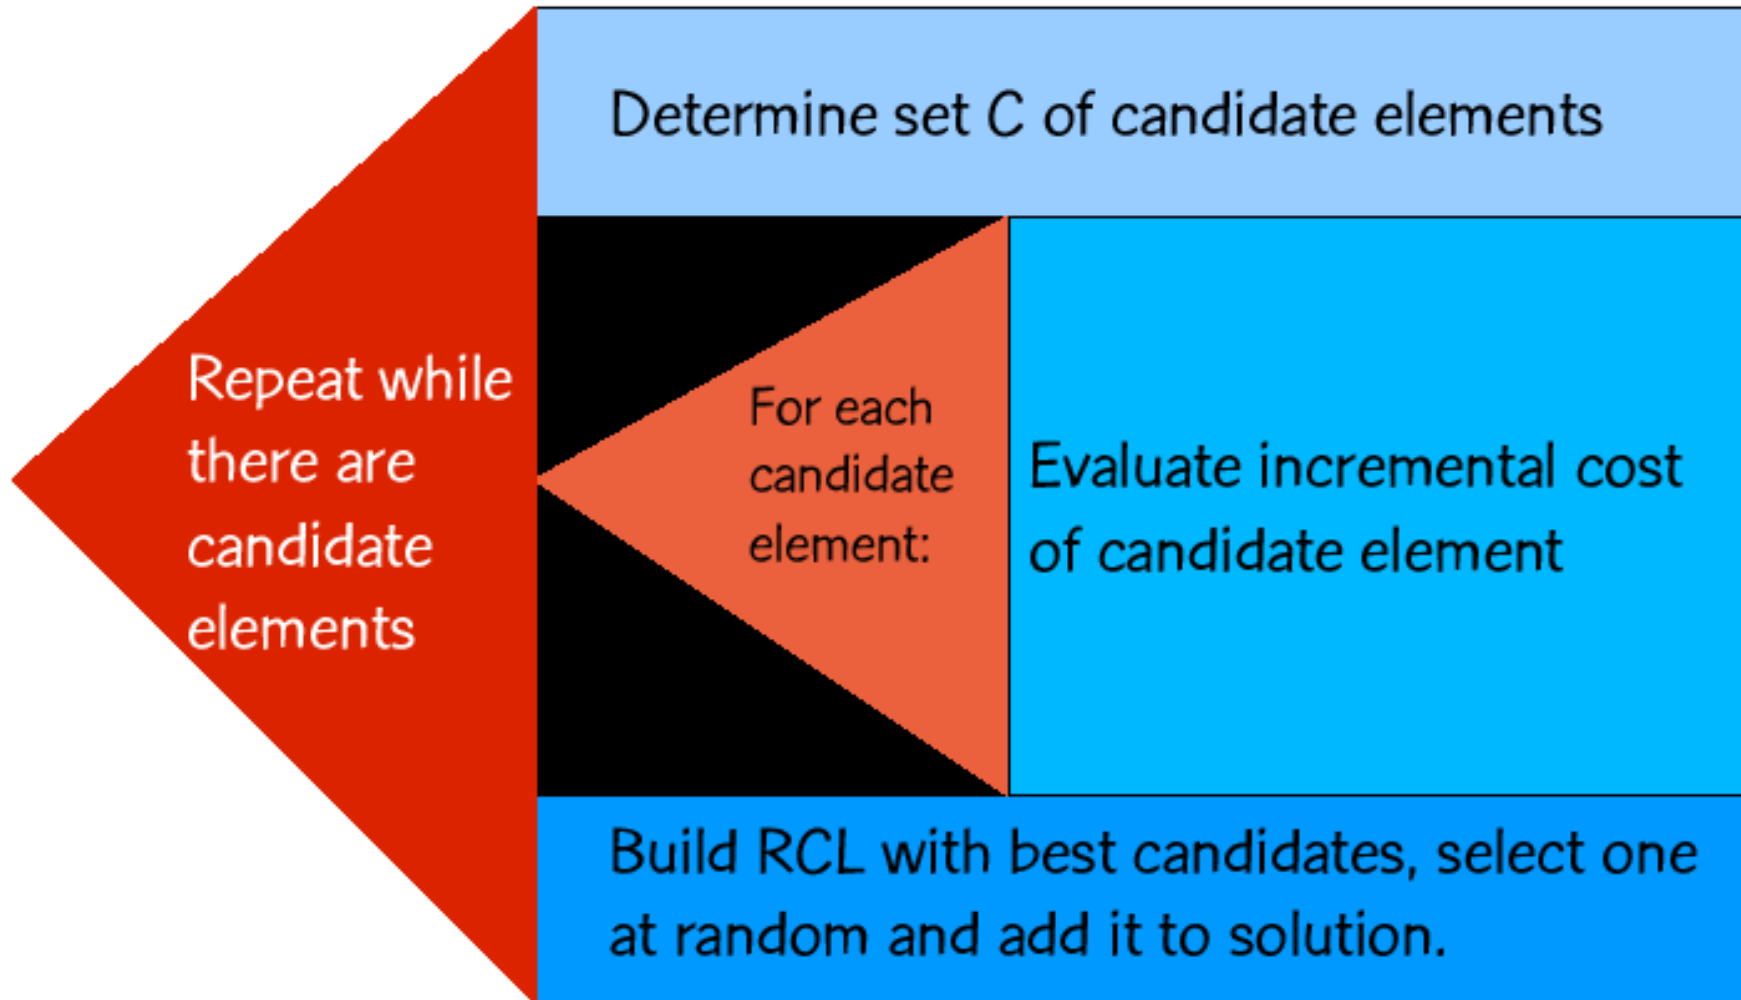 Determine set C of candidate elements
Repeat while
there are
candidate
elements
For each
candidate
element:
Evaluate incremental cost
of candidate element
Build RCL with best candidates, select one
at random and add it to solution.